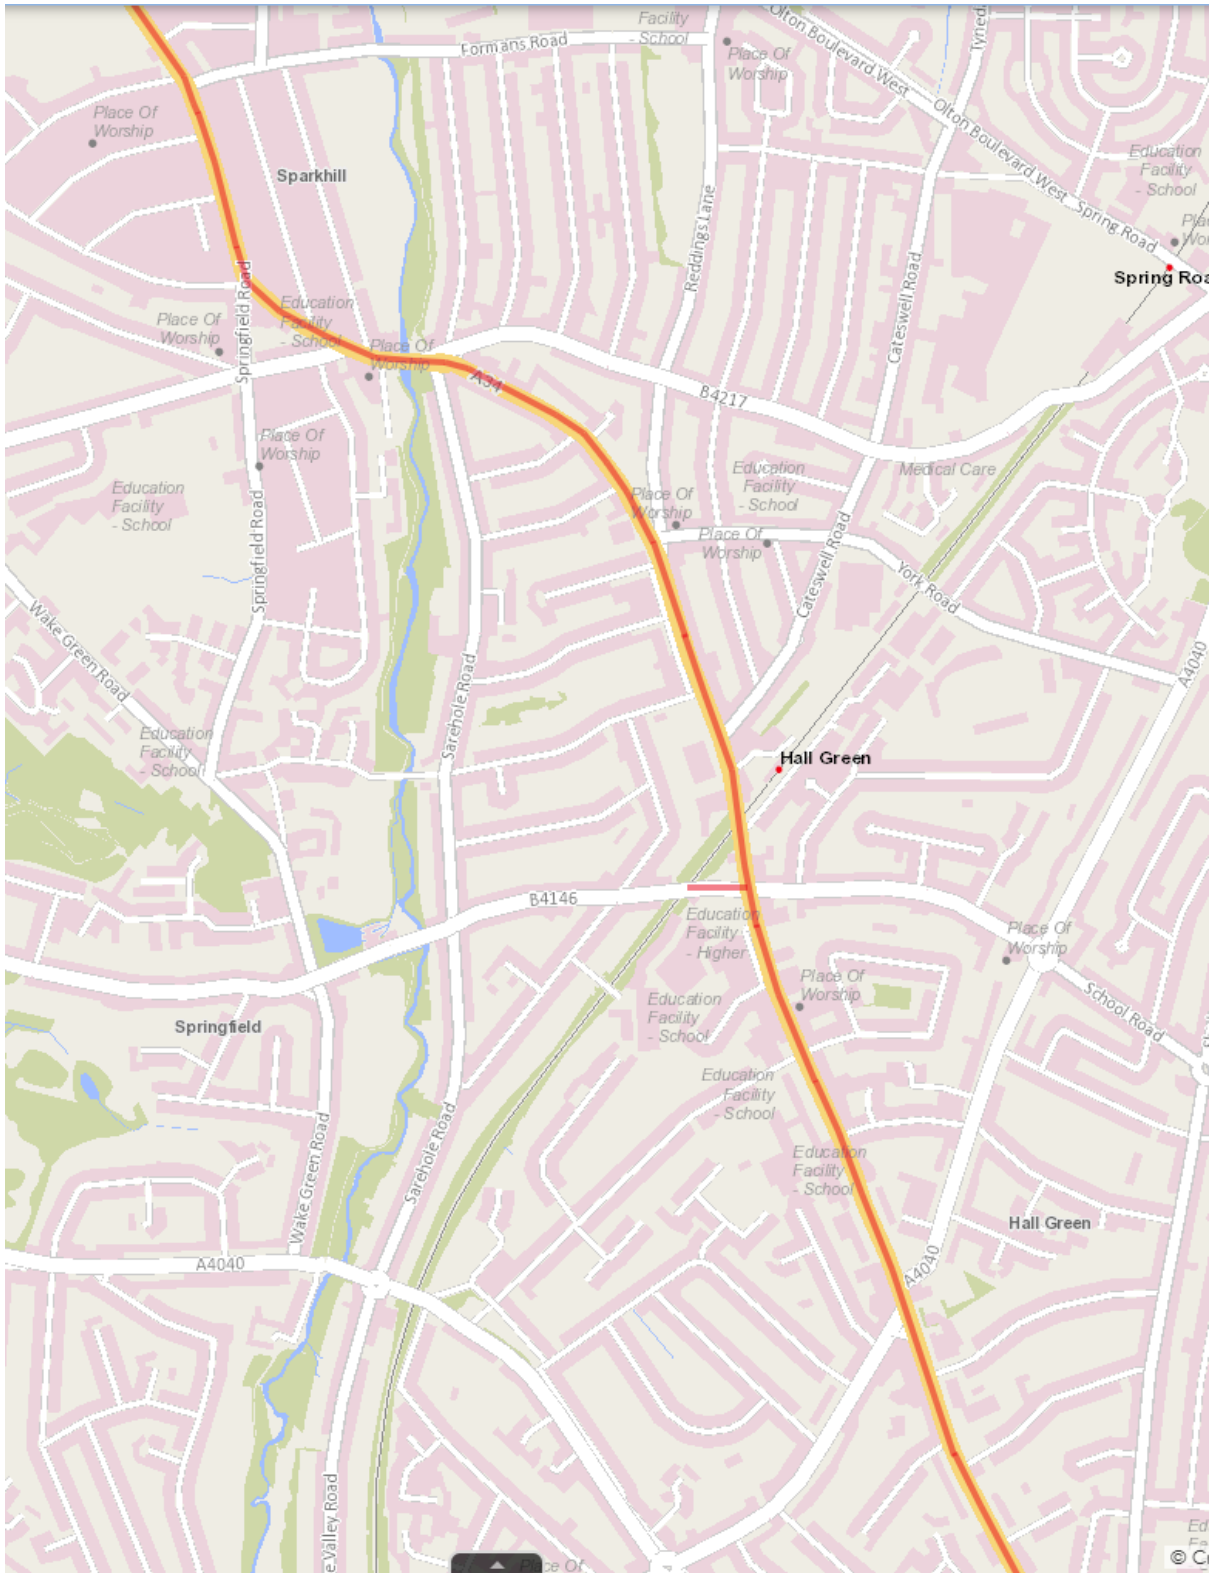 Facility
- School
Formans Road
Place Of
Worship
Olton Boulevard West
Olton Boulevard West
Spring Road
Place Of
Worship
Sparkhill
Education
Facility
- School
Reddings Lane
Spring Roa
Springfield Road
Education
Facility
- School
Place Of
Worship
Place Of
Worship
Cateswell Road
A34
B4217
Place Of
Worship
Education
Facility
- School
Medical Care
Education
Facility
- School
Place Of
Worship
Place Of
Worship
Springfield Road
Cateswell Road
York Road
Wake Green Road
A4040
Sarehole Road
Education
Facility
- School
Hall Green
B4146
Education
Facility
- Higher
Place Of
Worship
Place Of
Worship
Education
Facility
- School
School Road
Springfield
Education
Facility
- School
Sarehole Road
Wake Green Road
Education
Facility
- School
Hall Green
A4040
A4040
e Valley Road
Place Of
©